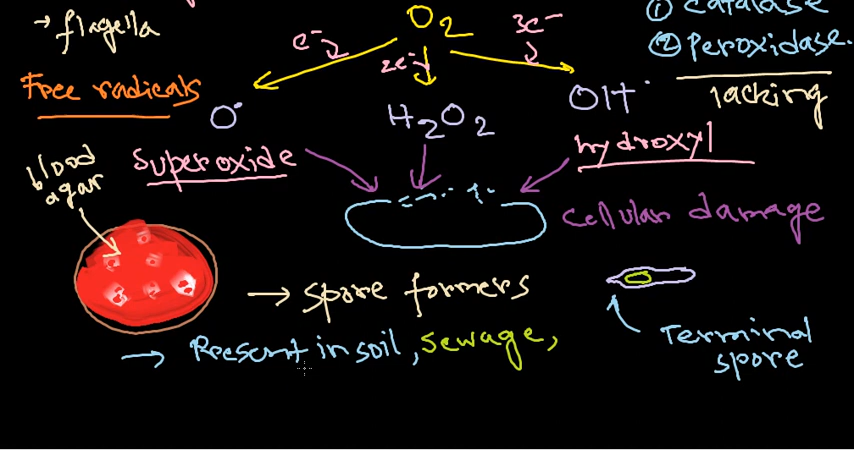 ① Catalase
→ flagella
O2
e-
3e-
② Peroxidase.
2e-
Free radicals
lacking
O-
H2O2
OH·
hydroxyl
blood
agar
Superoxide
Cellular damage
→ Spore formers
→ Present in soil, sewage,
Terminal
spore